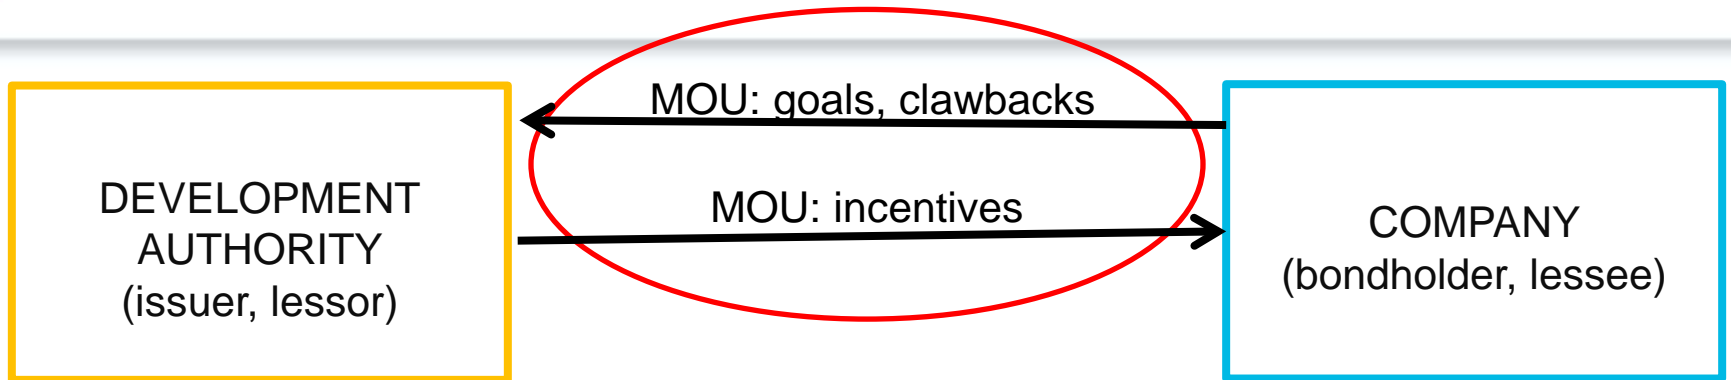 MOU: goals, clawbacks
DEVELOPMENT
AUTHORITY
(issuer, lessor)
MOU: incentives
COMPANY
(bondholder, lessee)